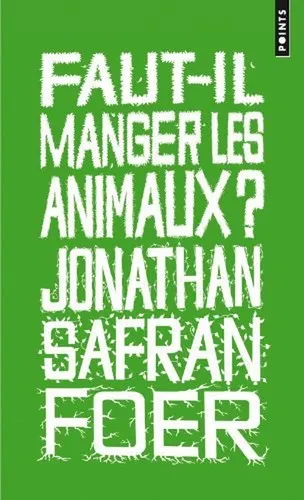 POINTS
FAUT-IL
MANGER LES
ANIMAUX ?
JONATHAN
SAFRAN
FOER